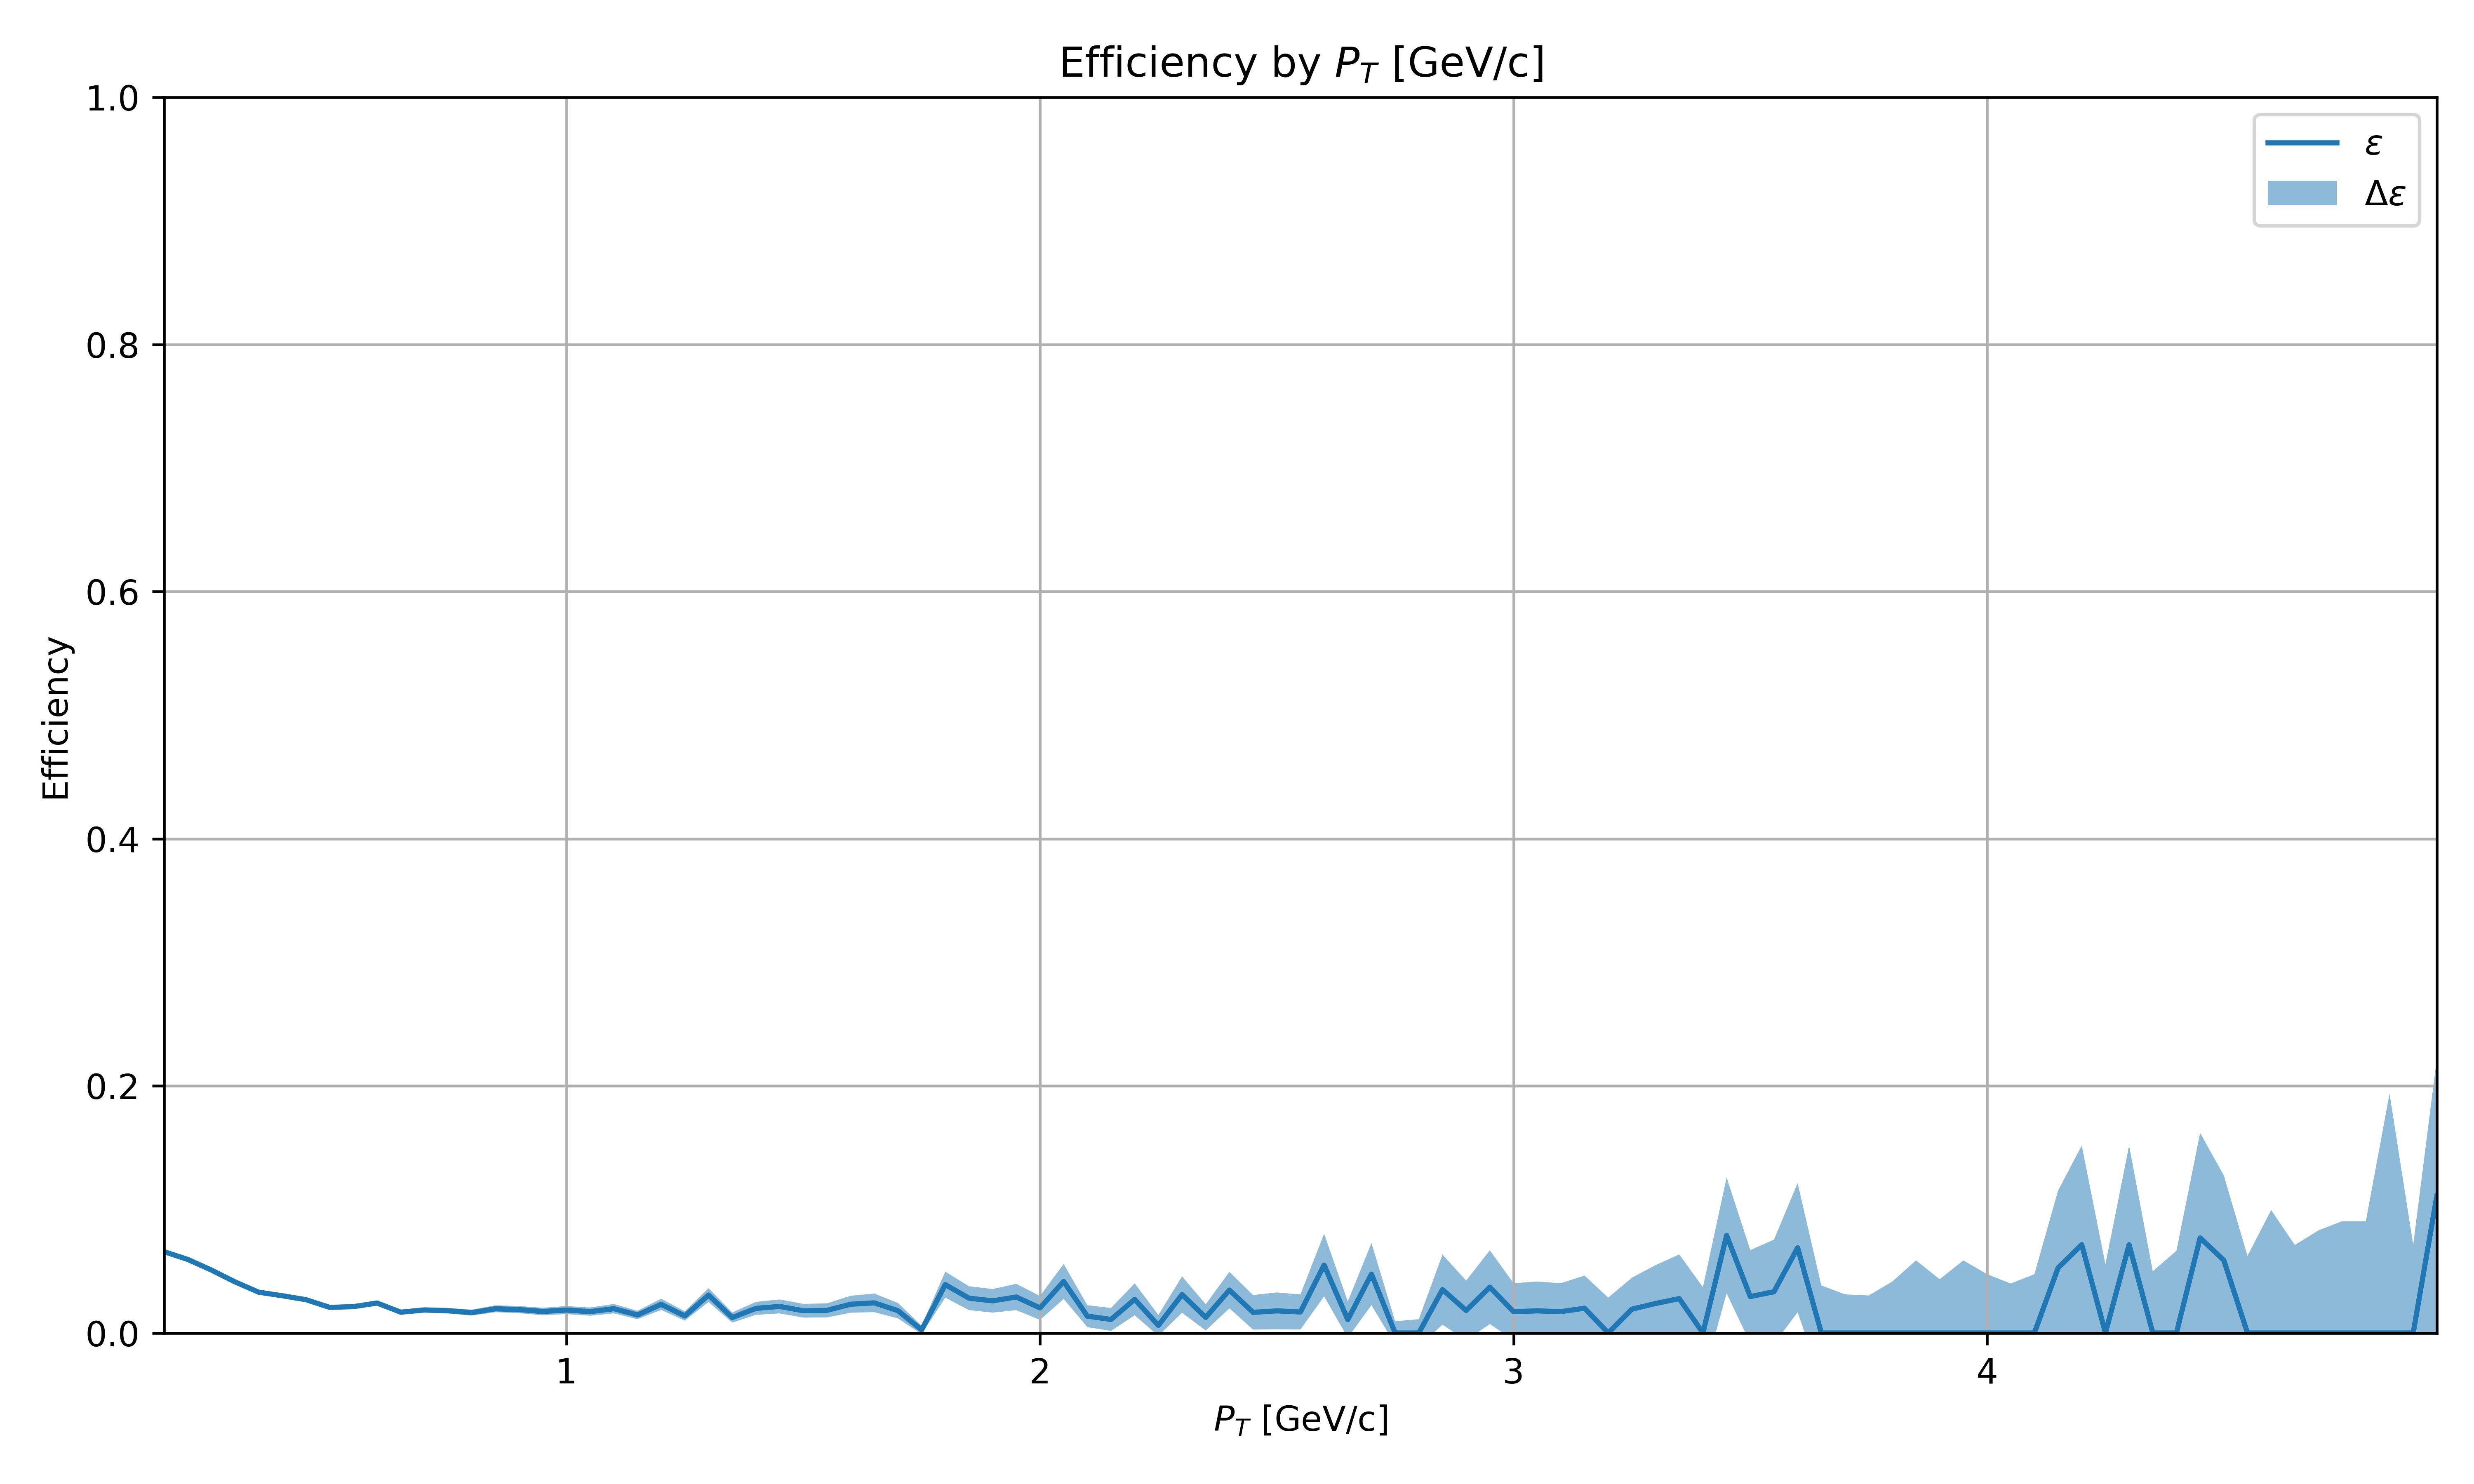 Efficiency by P_T [GeV/c]
1.0
0.8
0.6
0.4
0.2
0.0
Efficiency
ε
Δε
1 2 3 4
P_T [GeV/c]